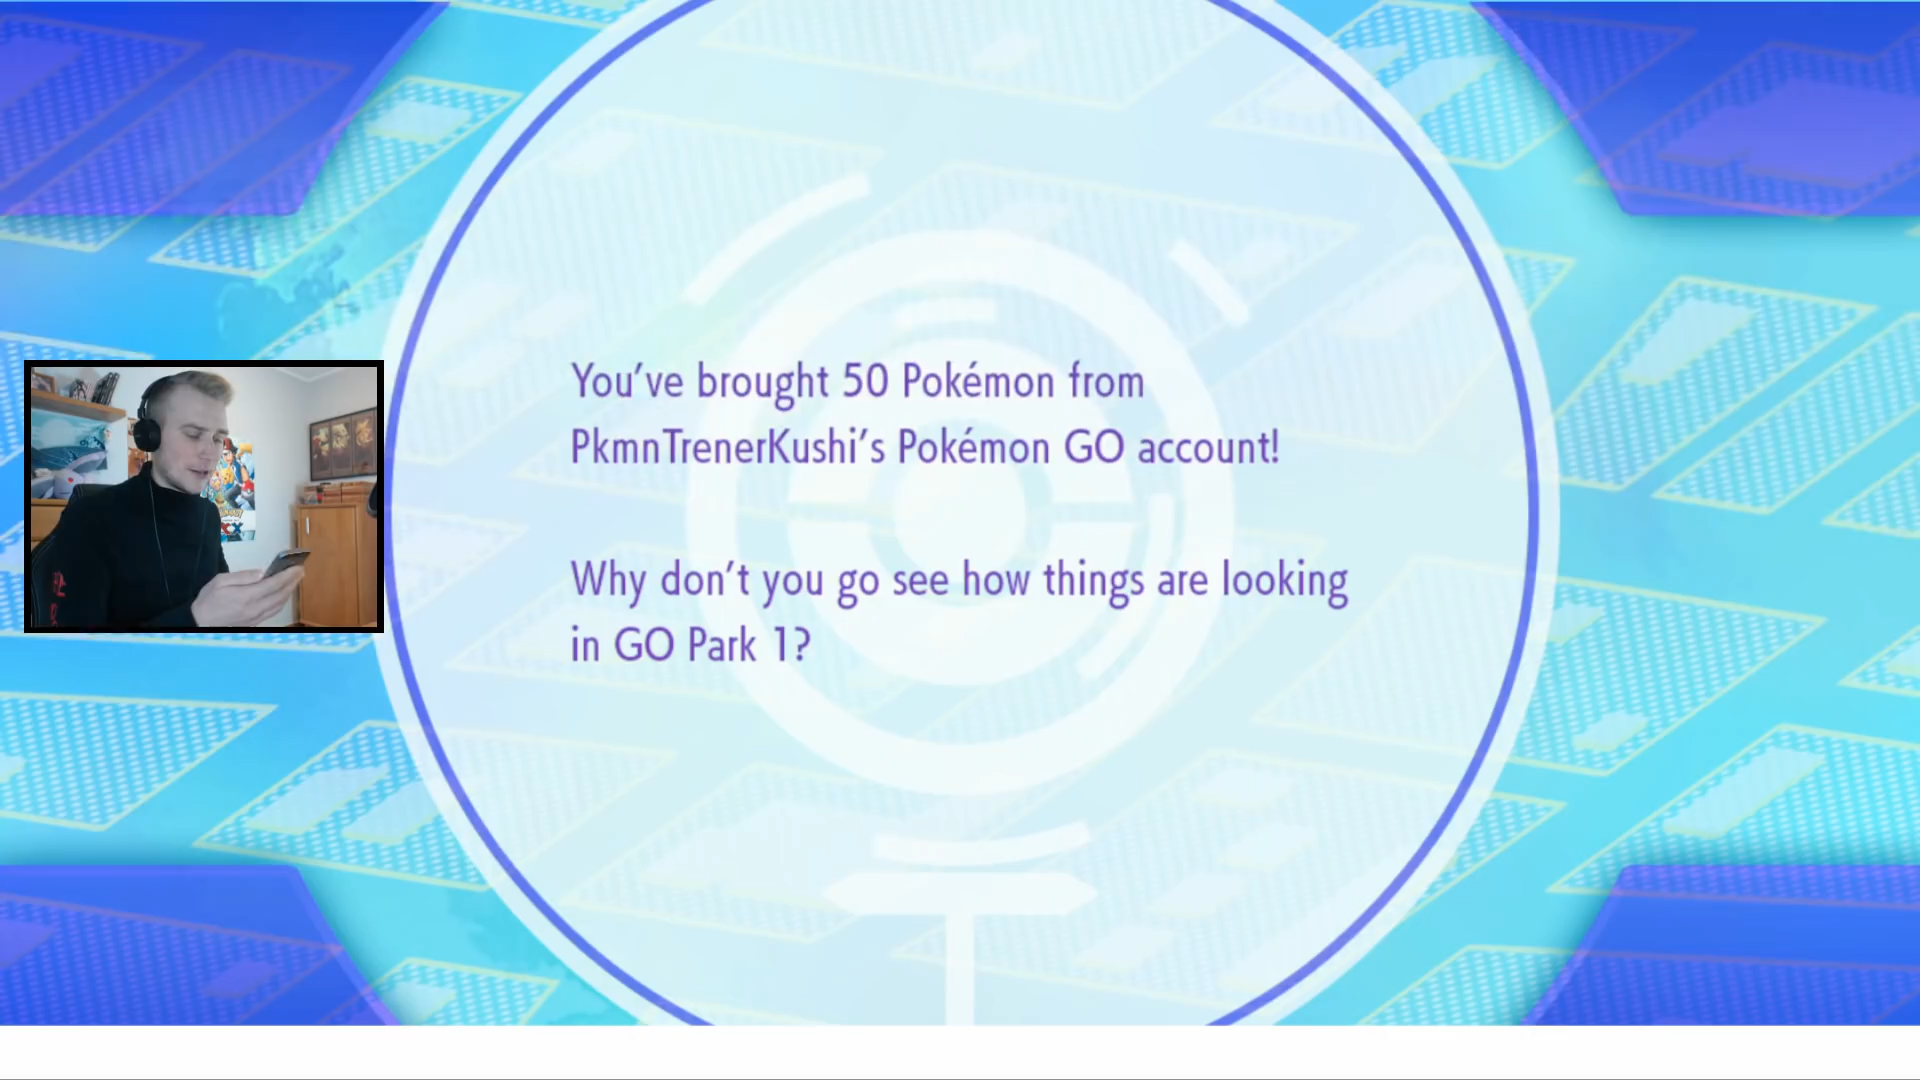 You've brought 50 Pokémon from
PkmnTrenerKushi's Pokémon GO account!
Why don't you go see how things are looking
in GO Park 1?